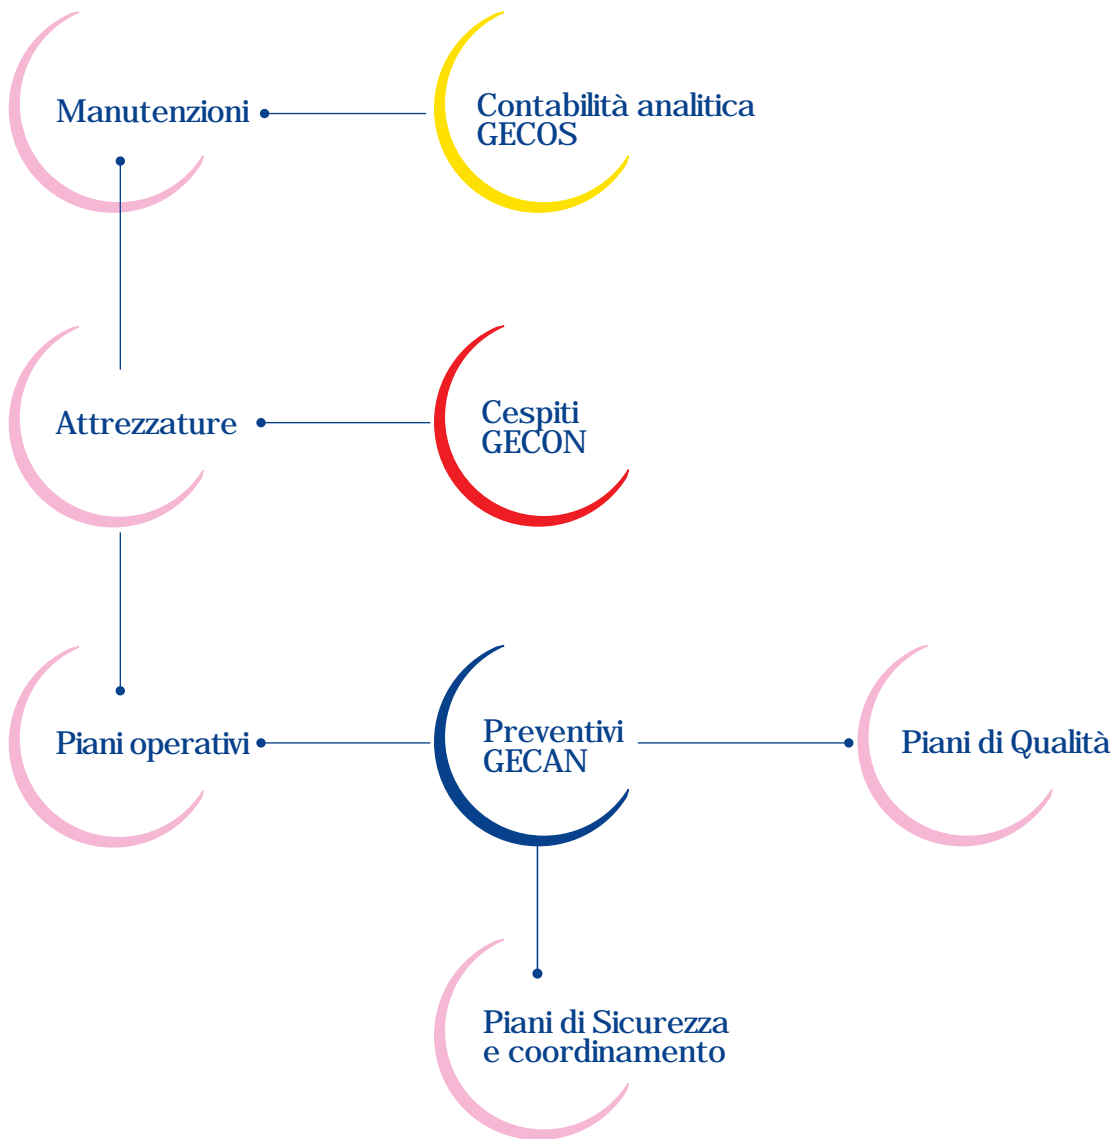 Manutenzioni
Contabilità analitica
GECOS
Attrezzature
Cespiti
GECON
Piani operativi
Preventivi
GECAN
Piani di Qualità
Piani di Sicurezza
e coordinamento